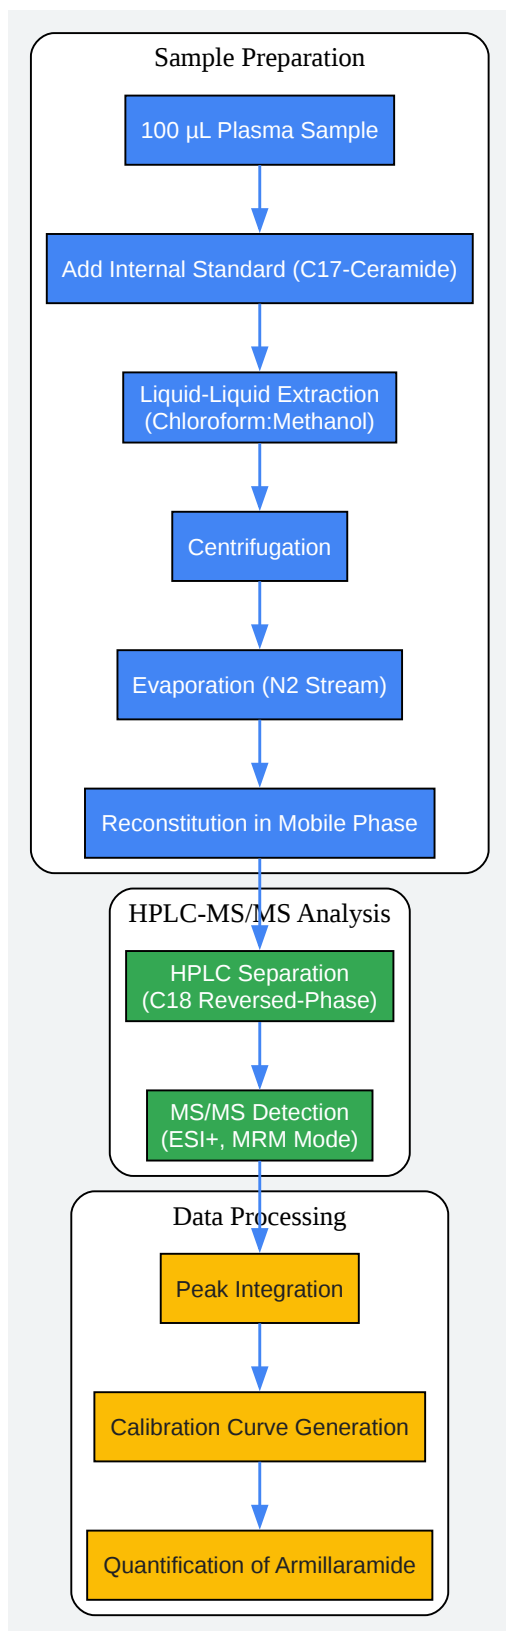 Sample Preparation
100 µL Plasma Sample
Add Internal Standard (C17-Ceramide)
Liquid-Liquid Extraction
(Chloroform:Methanol)
Centrifugation
Evaporation (N2 Stream)
Reconstitution in Mobile Phase
HPLC-MS/MS Analysis
HPLC Separation
(C18 Reversed-Phase)
MS/MS Detection
(ESI+, MRM Mode)
Data Processing
Peak Integration
Calibration Curve Generation
Quantification of Armillaramide